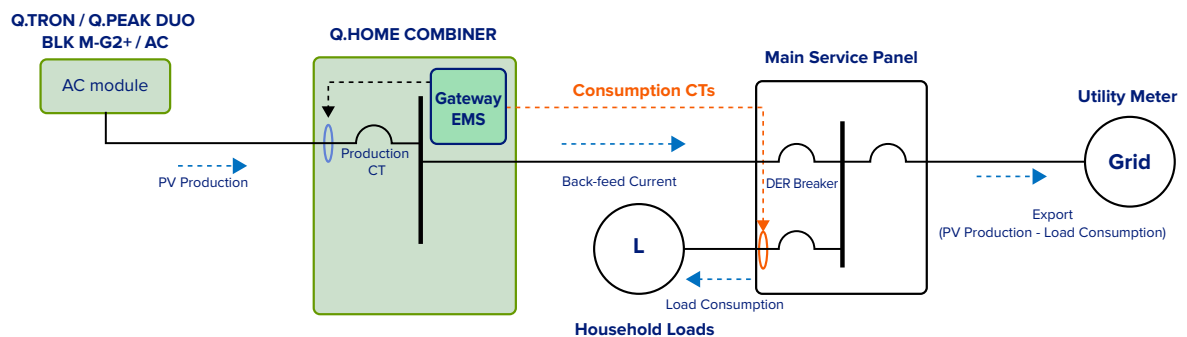 Q.TRON / Q.PEAK DUO
BLK M-G2+ / AC
AC module
Q.HOME COMBINER
Gateway
EMS
Production
CT
PV Production
Consumption CTs
Back-feed Current
Main Service Panel
DER Breaker
L
Load Consumption
Household Loads
Utility Meter
Grid
Export
(PV Production - Load Consumption)